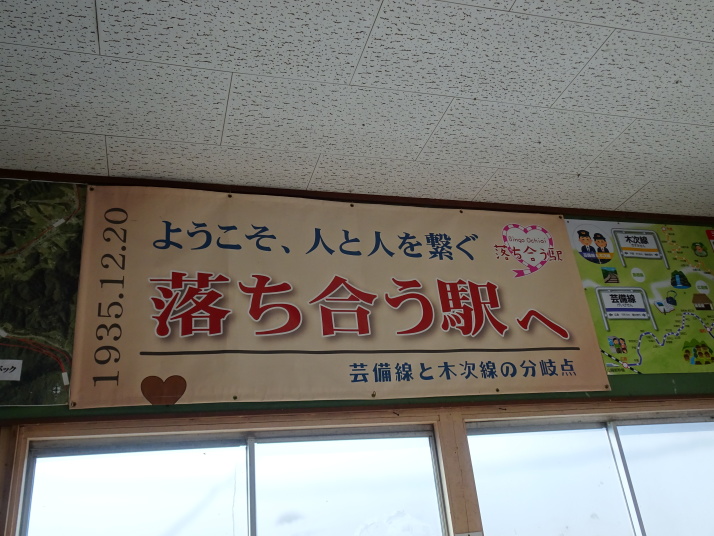 1935.12.20
ようこそ、人と人を繋ぐ
落ち合う駅へ
芸備線と木次線の分岐点
Bingo Ochiai
落ち合う駅
木次線
芸備線